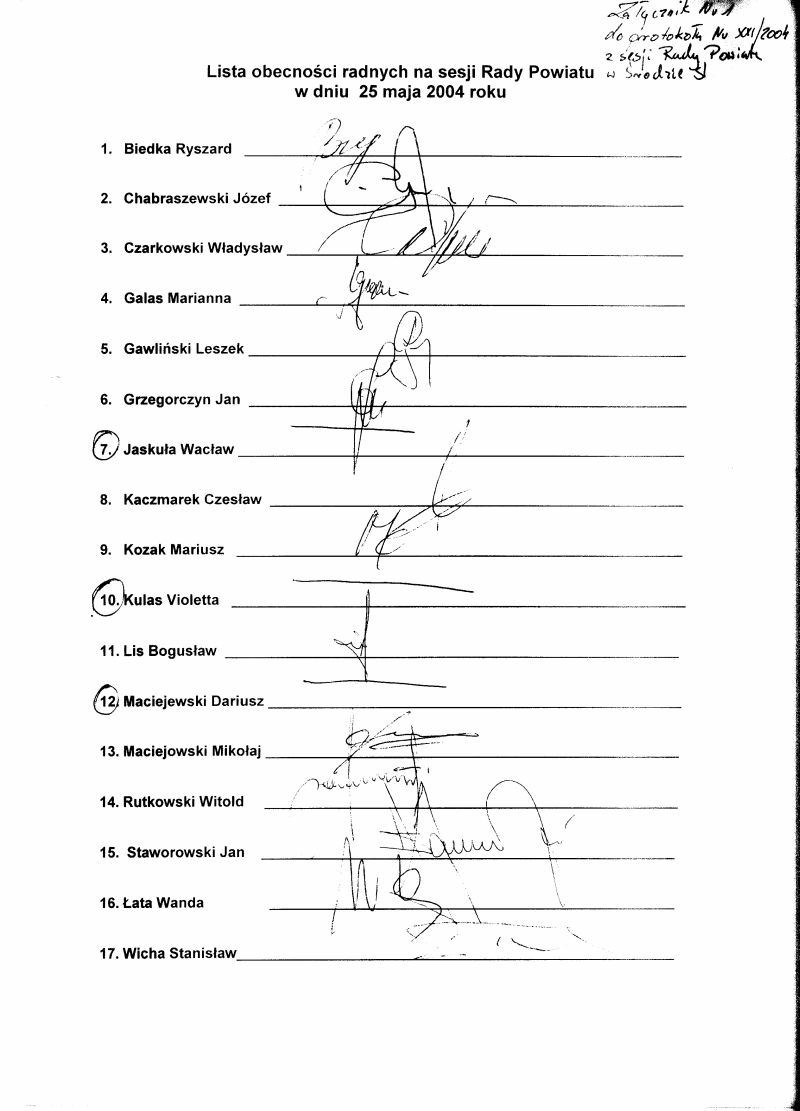 Załącznik Nr 1
do protokołu Nr XXI/2004
z sesji Rady Powiatu
w Środzie Śl
Lista obecności radnych na sesji Rady Powiatu
w dniu 25 maja 2004 roku
1. Biedka Ryszard
2. Chabraszewski Józef
3. Czarkowski Władysław
4. Galas Marianna
5. Gawliński Leszek
6. Grzegorczyn Jan
7. Jaskuła Wacław
8. Kaczmarek Czesław
9. Kozak Mariusz
10. Kulas Violetta
11. Lis Bogusław
12. Maciejewski Dariusz
13. Maciejowski Mikołaj
14. Rutkowski Witold
15. Staworowski Jan
16. Łata Wanda
17. Wicha Stanisław